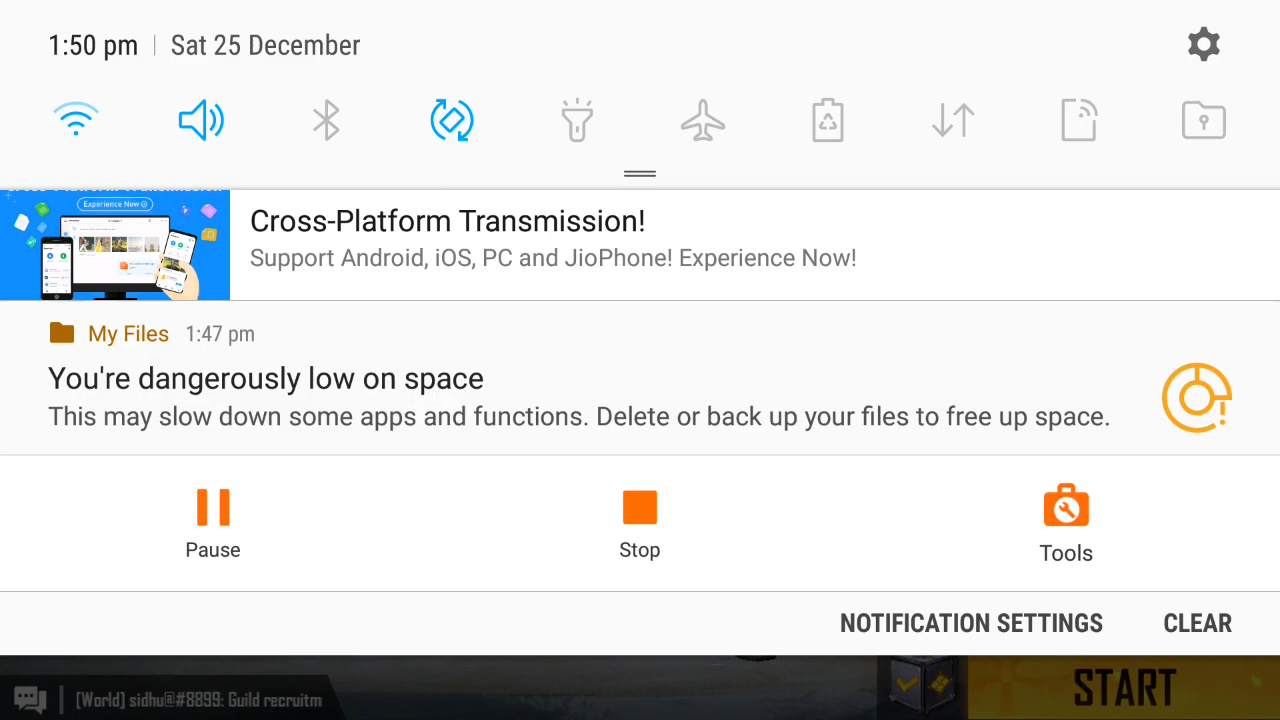 1:50 pm | Sat 25 December
Experience Now
Cross-Platform Transmission!
Support Android, iOS, PC and JioPhone! Experience Now!
My Files 1:47 pm
You're dangerously low on space
This may slow down some apps and functions. Delete or back up your files to free up space.
Pause
Stop
Tools
NOTIFICATION SETTINGS
CLEAR
[World] sidhu@#8899: Guild recruitm
START